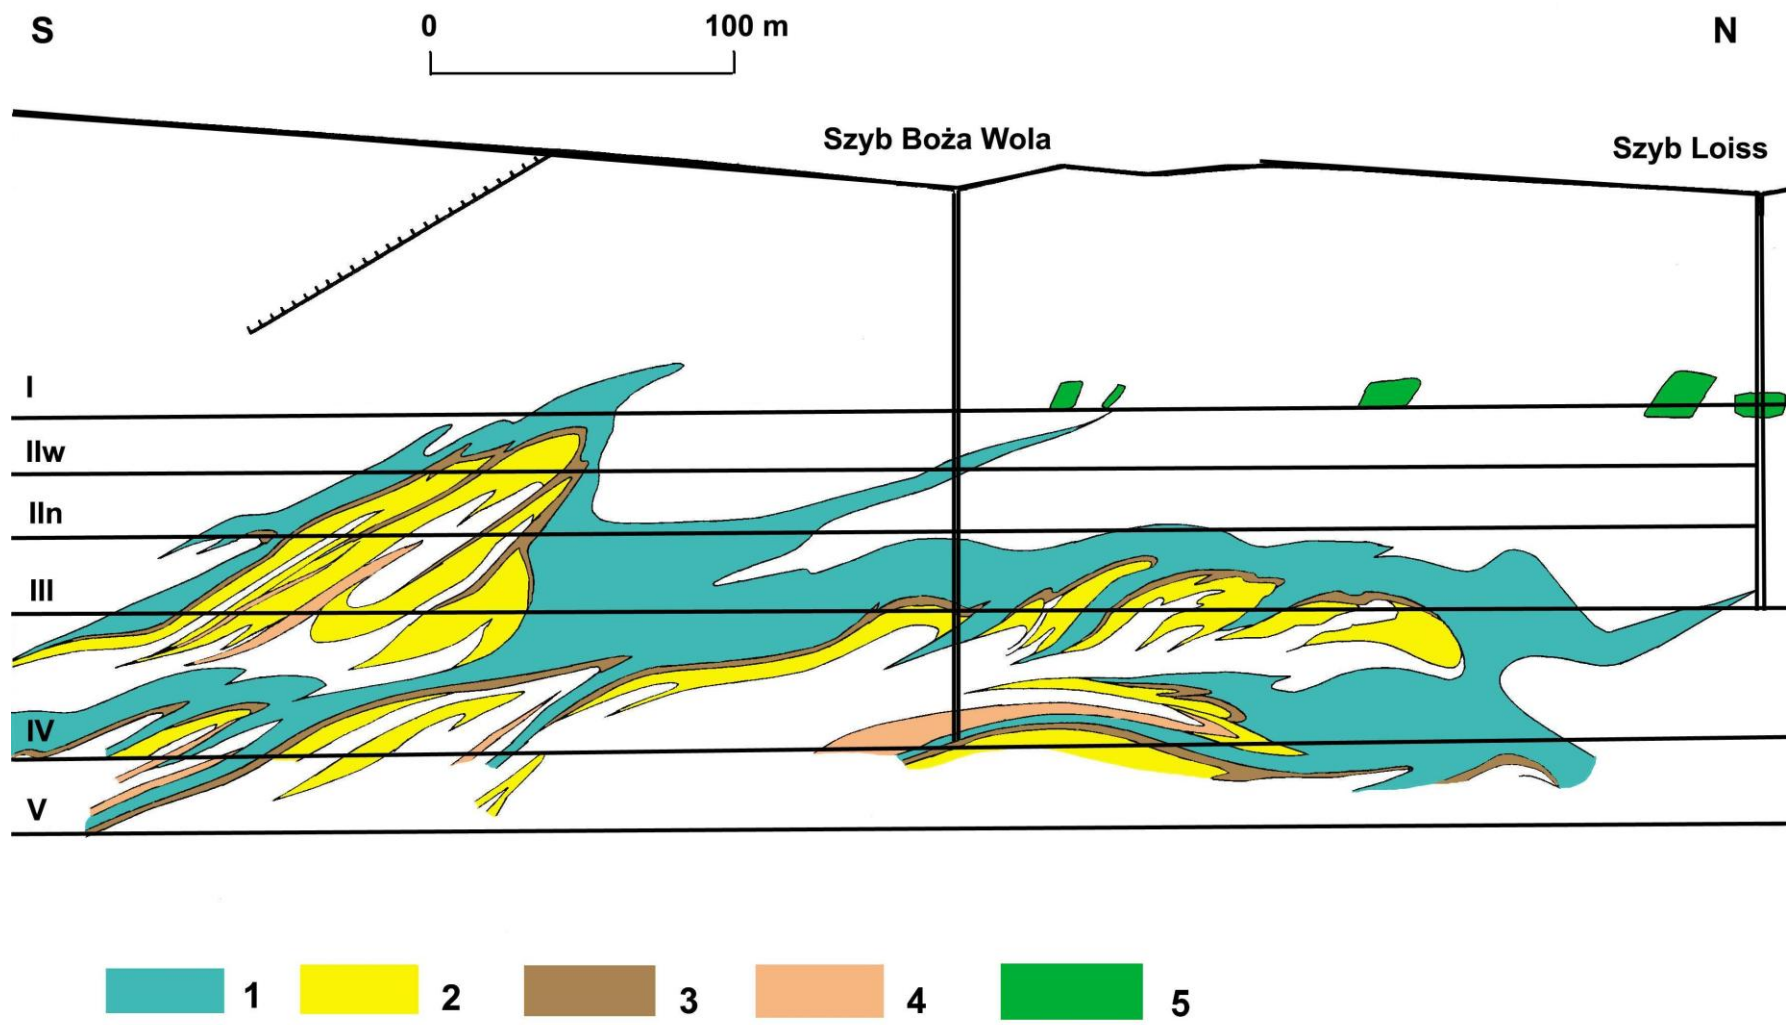 S
0 100 m
N
Szyb Boża Wola
Szyb Loiss
I
IIw
IIn
III
IV
V
1 2 3 4 5